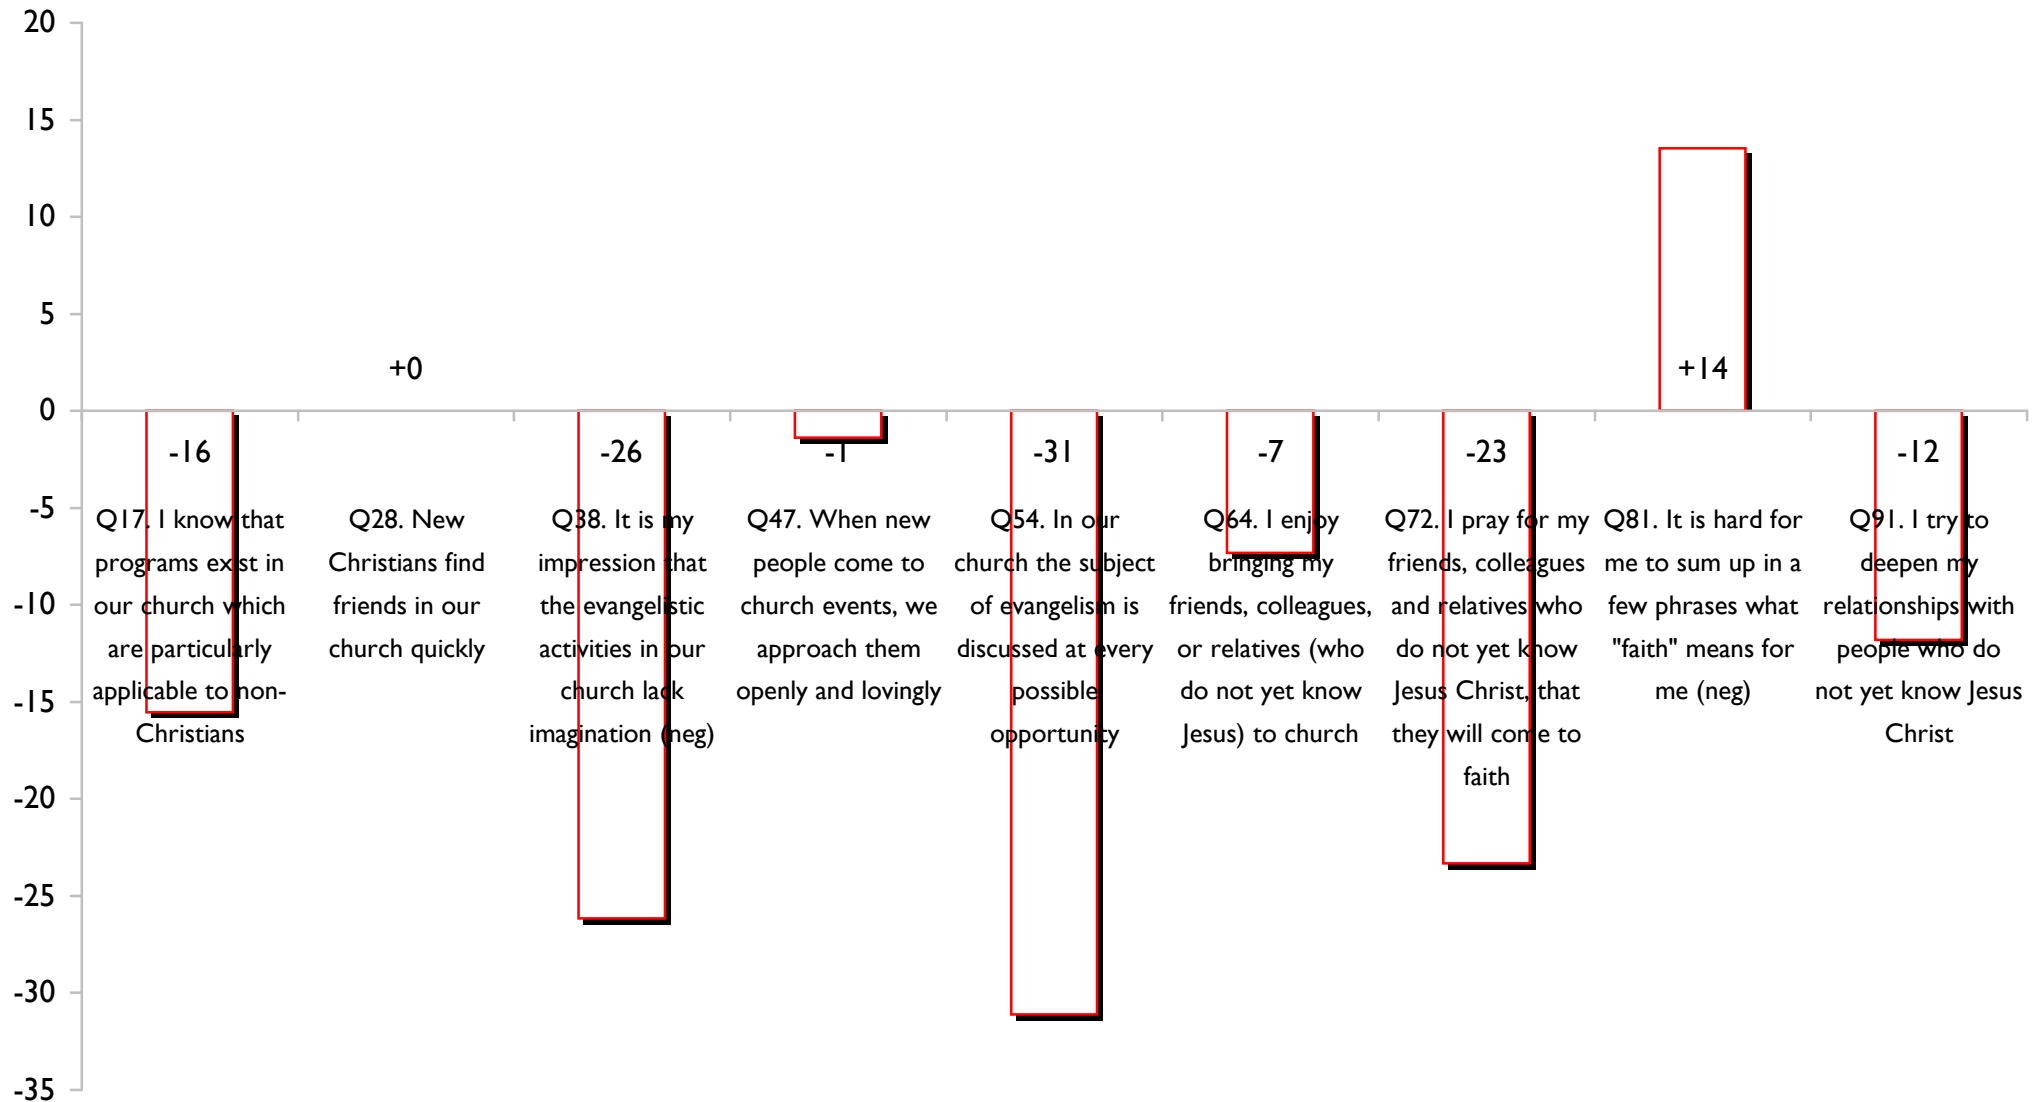 20
15
10
5
0
-5
-10
-15
-20
-25
-30
-35
-16
+0
-26
-1
-31
-7
-23
+14
-12
Q17. I know that
programs exist in
our church which
are particularly
applicable to non-
Christians
Q28. New
Christians find
friends in our
church quickly
Q38. It is my
impression that
the evangelistic
activities in our
church lack
imagination (neg)
Q47. When new
people come to
church events, we
approach them
openly and lovingly
Q54. In our
church the subject
of evangelism is
discussed at every
possible
opportunity
Q64. I enjoy
bringing my
friends, colleagues,
or relatives (who
do not yet know
Jesus) to church
Q72. I pray for my
friends, colleagues
and relatives who
do not yet know
Jesus Christ, that
they will come to
faith
Q81. It is hard for
me to sum up in a
few phrases what
"faith" means for
me (neg)
Q91. I try to
deepen my
relationships with
people who do
not yet know Jesus
Christ